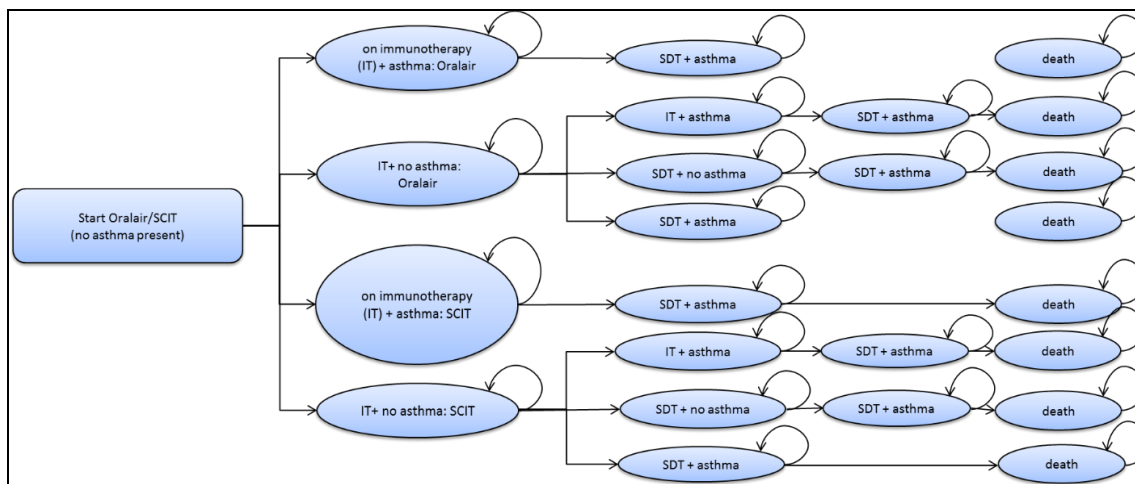 on immunotherapy
(IT) + asthma: Oralair
SDT + asthma
death
IT + asthma
SDT + asthma
death
IT+ no asthma:
Oralair
SDT + no asthma
SDT + asthma
death
SDT + asthma
death
Start Oralair/SCIT
(no asthma present)
on immunotherapy
(IT) + asthma: SCIT
SDT + asthma
death
IT + asthma
SDT + asthma
death
IT+ no asthma: SCIT
SDT + no asthma
SDT + asthma
death
SDT + asthma
death